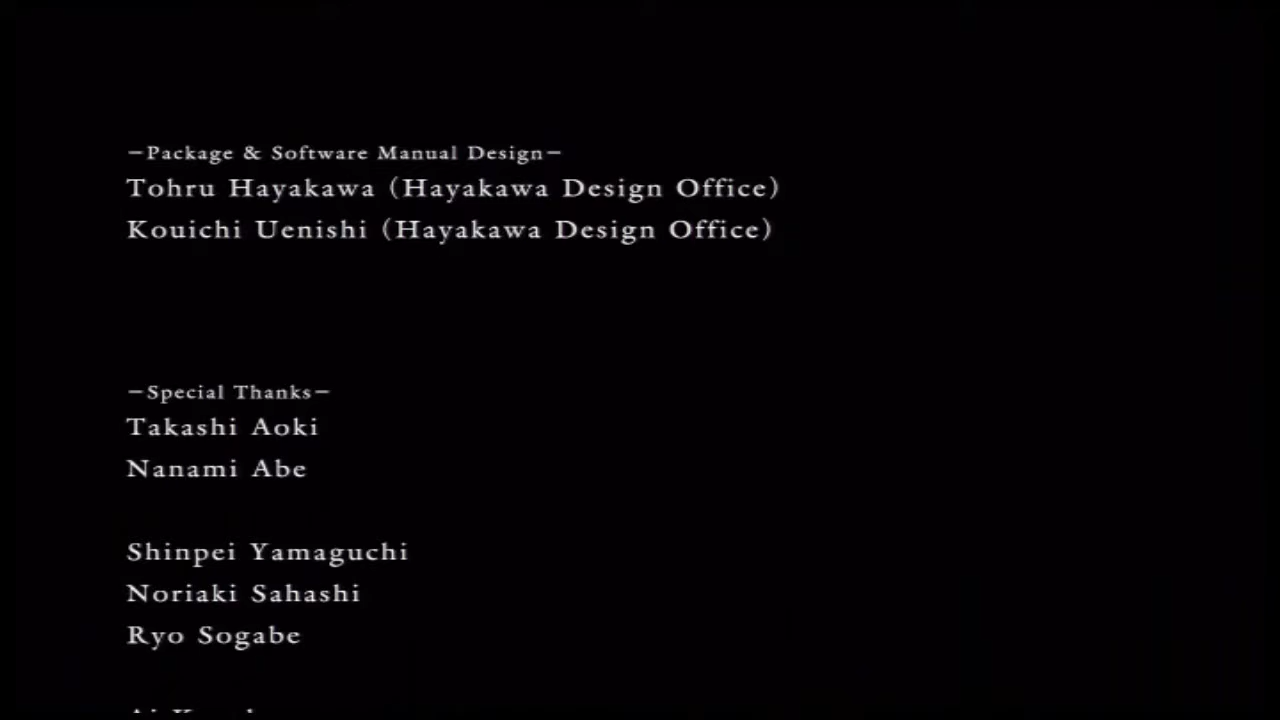 －Package & Software Manual Design－
Tohru Hayakawa (Hayakawa Design Office)
Kouichi Uenishi (Hayakawa Design Office)
－Special Thanks－
Takashi Aoki
Nanami Abe
Shinpei Yamaguchi
Noriaki Sahashi
Ryo Sogabe